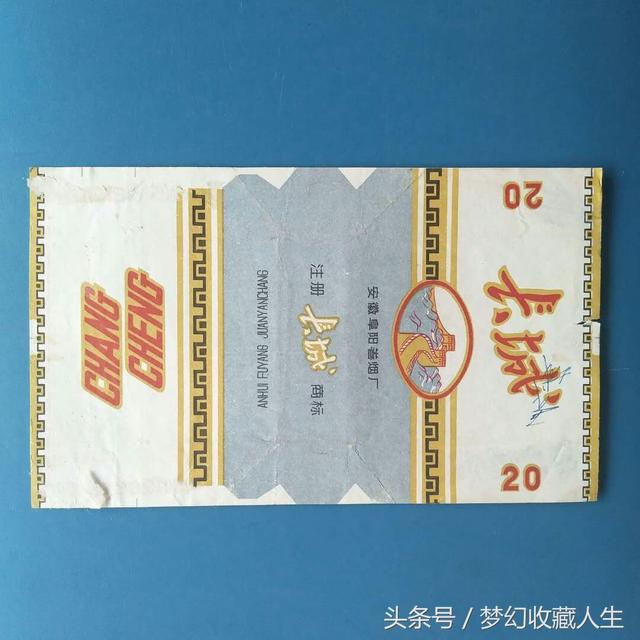 CHANG
CHENG
ANHUI FUYANG JUANYANCHANG
注册 长城 商标
安徽阜阳卷烟厂
20
长城
20
头条号 / 梦幻收藏人生